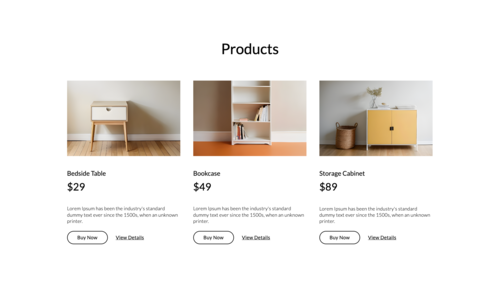 Products
Bedside Table
$29
Lorem Ipsum has been the industry's standard
dummy text ever since the 1500s, when an unknown
printer.
Buy Now View Details
Bookcase
$49
Lorem Ipsum has been the industry's standard
dummy text ever since the 1500s, when an unknown
printer.
Buy Now View Details
Storage Cabinet
$89
Lorem Ipsum has been the industry's standard
dummy text ever since the 1500s, when an unknown
printer.
Buy Now View Details